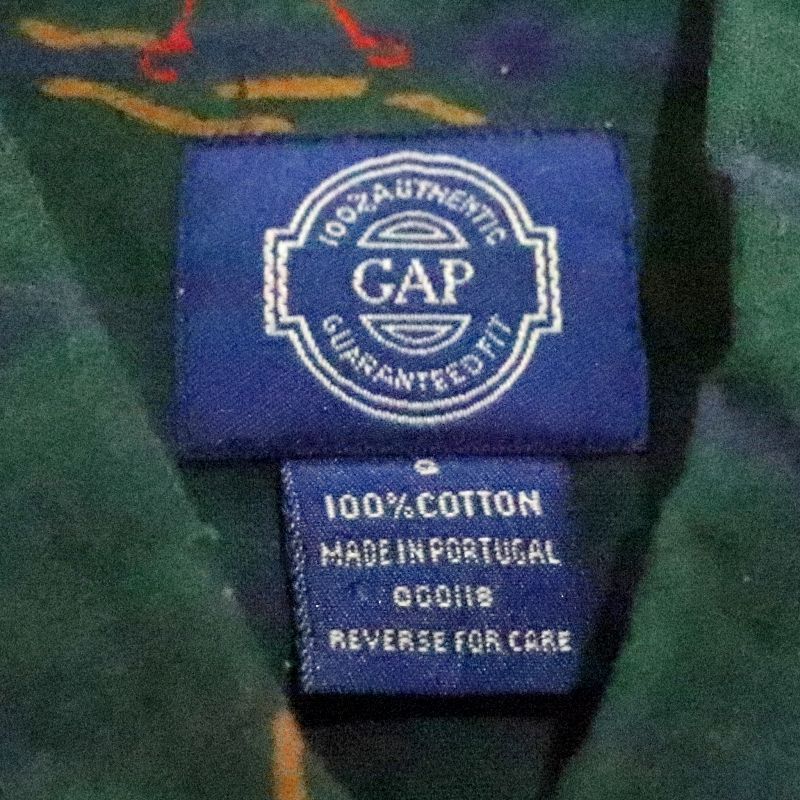 100% AUTHENTIC
GAP
GUARANTEED FIT
100% COTTON
MADE IN PORTUGAL
000118
REVERSE FOR CARE